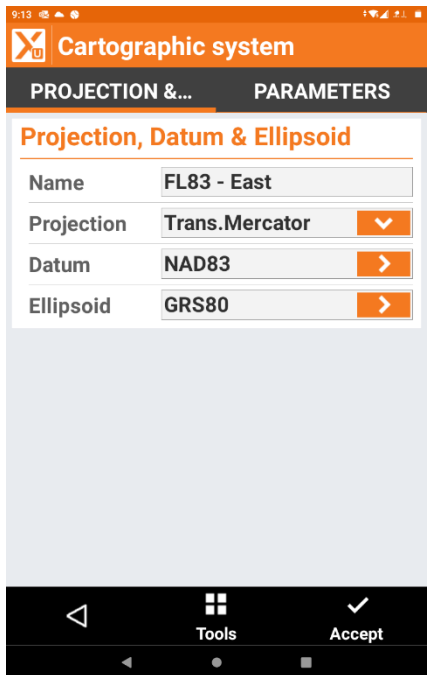 9:13
XU Cartographic system
PROJECTION &... PARAMETERS
Projection, Datum & Ellipsoid
Name FL83 - East
Projection Trans.Mercator
Datum NAD83
Ellipsoid GRS80
Tools Accept